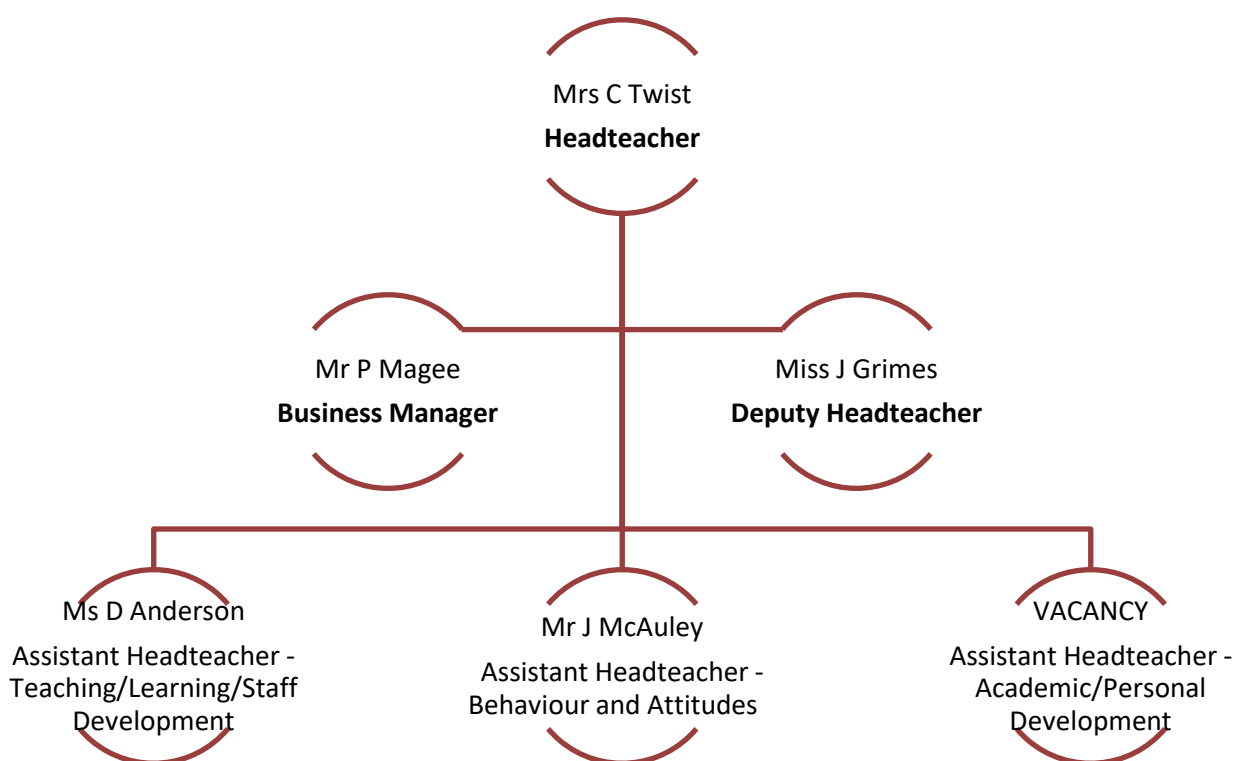 Mrs C Twist
Headteacher
Mr P Magee
Business Manager
Miss J Grimes
Deputy Headteacher
Ms D Anderson
Assistant Headteacher -
Teaching/Learning/Staff
Development
Mr J McAuley
Assistant Headteacher -
Behaviour and Attitudes
VACANCY
Assistant Headteacher -
Academic/Personal
Development